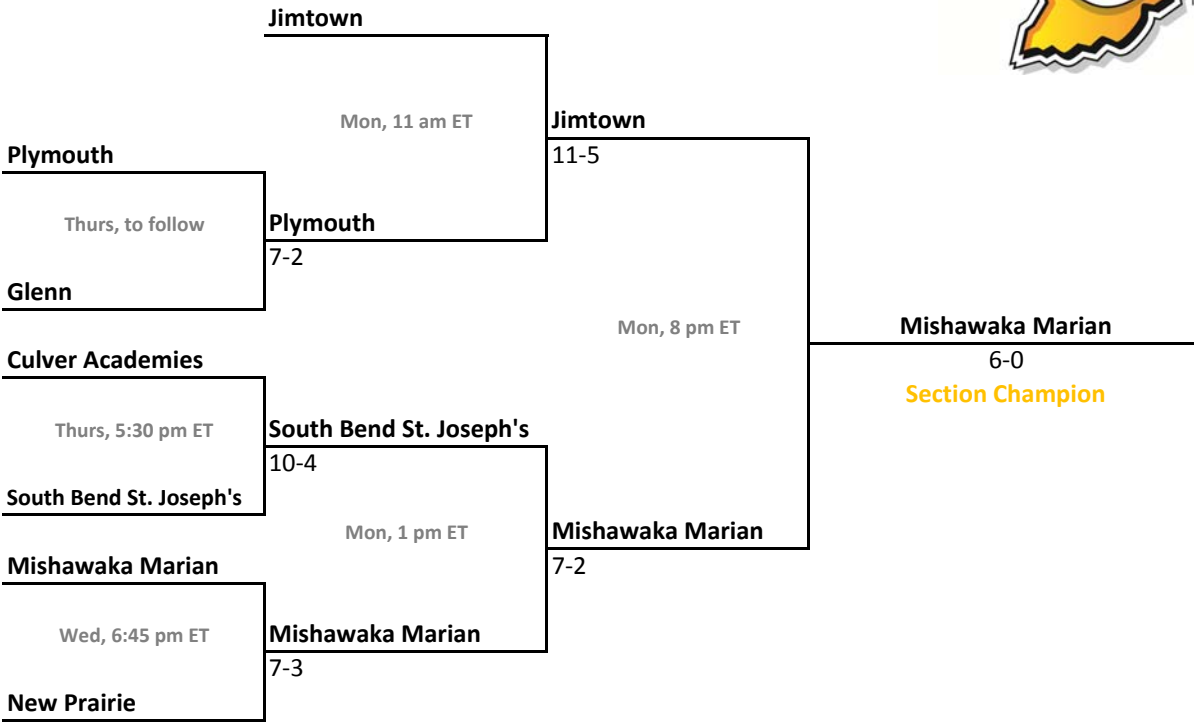 Jimtown
Mon, 11 am ET
Jimtown
11-5
Plymouth
Thurs, to follow
Plymouth
7-2
Glenn
Mon, 8 pm ET
Mishawaka Marian
6-0
Section Champion
Culver Academies
Thurs, 5:30 pm ET
South Bend St. Joseph's
10-4
South Bend St. Joseph's
Mon, 1 pm ET
Mishawaka Marian
7-2
Mishawaka Marian
Wed, 6:45 pm ET
Mishawaka Marian
7-3
New Prairie